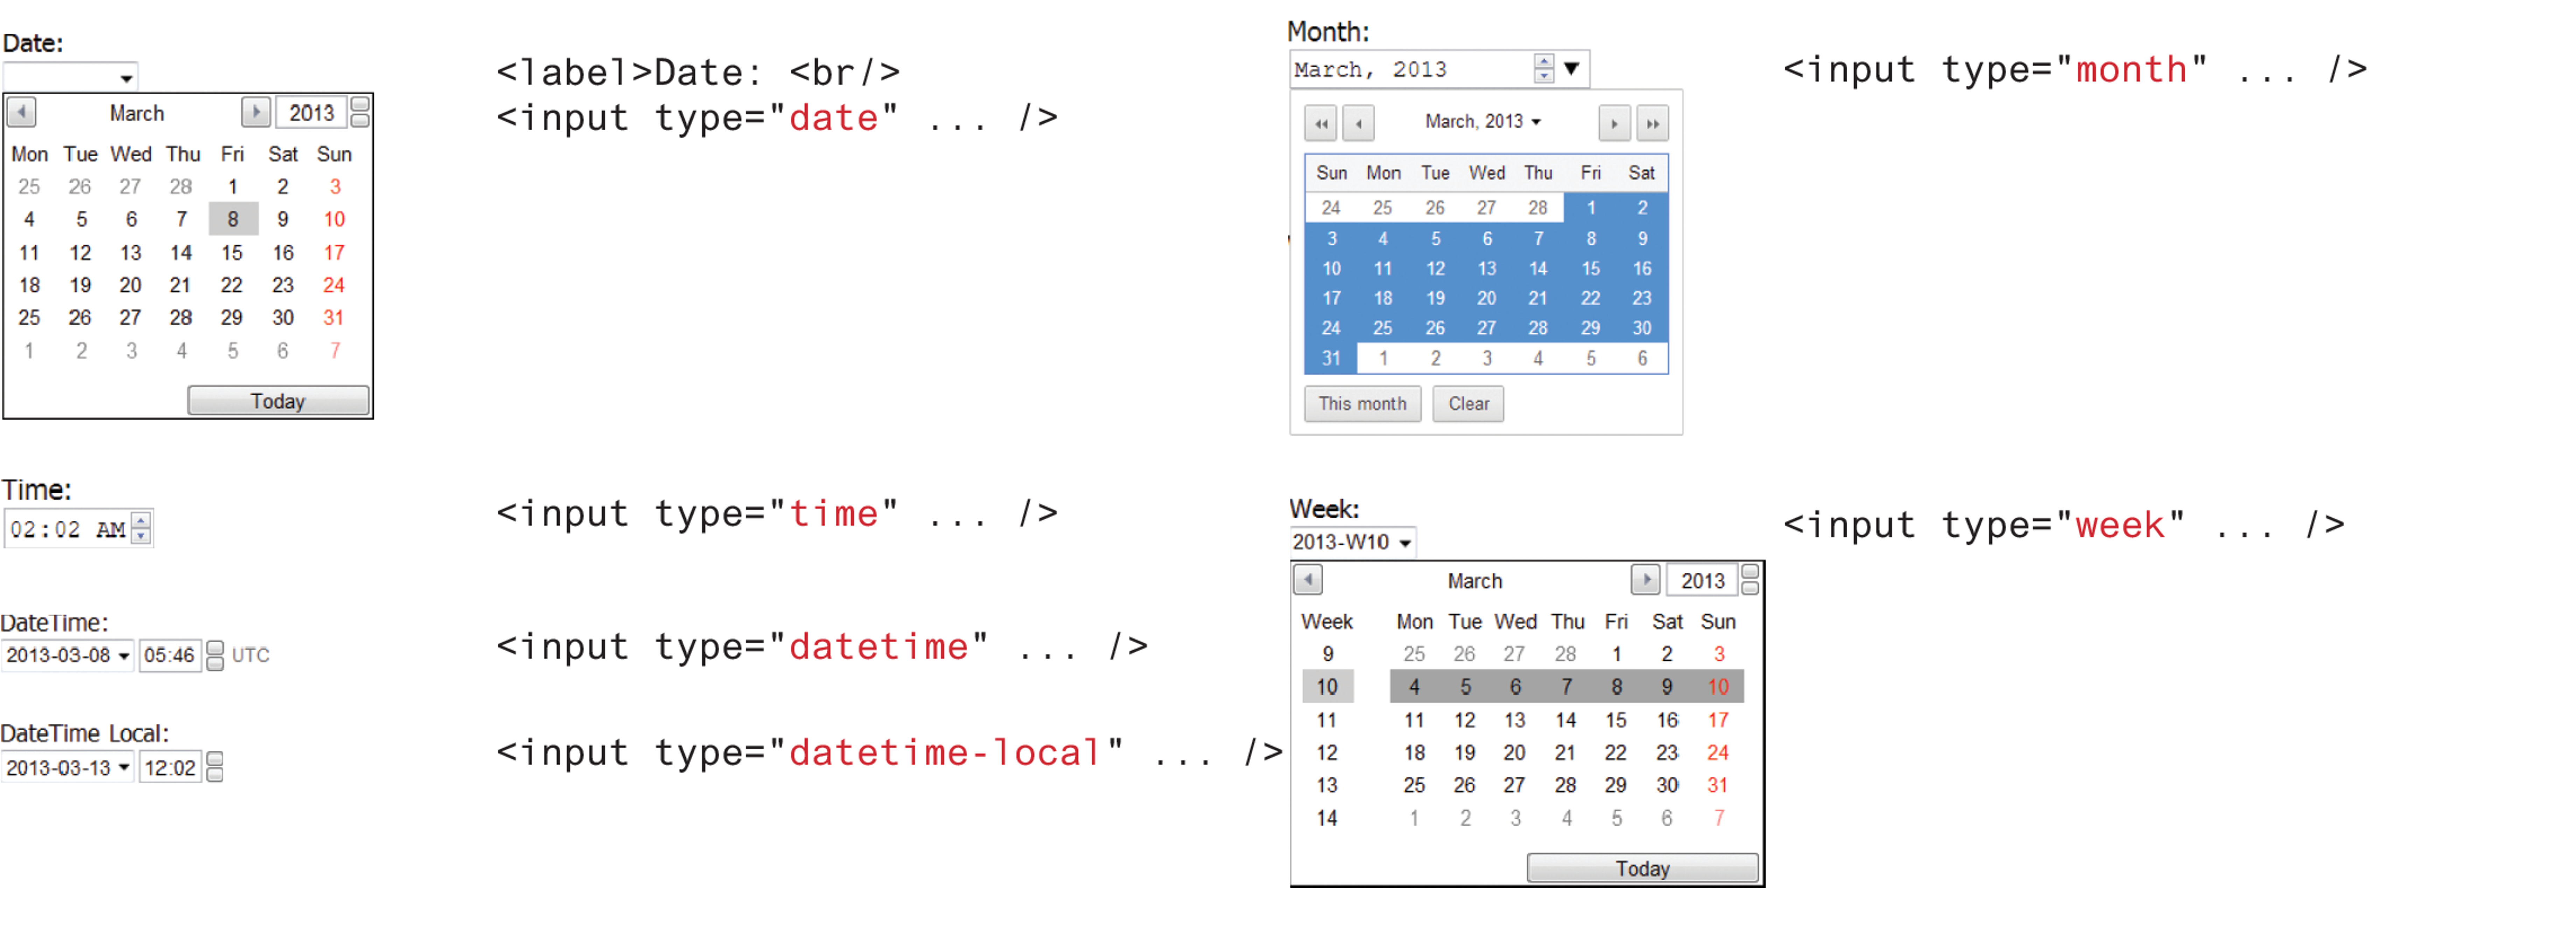 Date:
<label>Date: <br/>
<input type="date" ... />
March 2013
Mon Tue Wed Thu Fri Sat Sun
25 26 27 28 1 2 3
4 5 6 7 8 9 10
11 12 13 14 15 16 17
18 19 20 21 22 23 24
25 26 27 28 29 30 31
1 2 3 4 5 6 7
Today
Time:
02:02 AM
<input type="time" ... />
DateTime:
2013-03-08 05:46 UTC
<input type="datetime" ... />
DateTime Local:
2013-03-13 12:02
<input type="datetime-local" ... />
Month:
March, 2013
<input type="month" ... />
March, 2013
Sun Mon Tue Wed Thu Fri Sat
24 25 26 27 28 1 2
3 4 5 6 7 8 9
10 11 12 13 14 15 16
17 18 19 20 21 22 23
24 25 26 27 28 29 30
31 1 2 3 4 5 6
This month Clear
Week:
2013-W10
<input type="week" ... />
March 2013
Week Mon Tue Wed Thu Fri Sat Sun
9 25 26 27 28 1 2 3
10 4 5 6 7 8 9 10
11 11 12 13 14 15 16 17
12 18 19 20 21 22 23 24
13 25 26 27 28 29 30 31
14 1 2 3 4 5 6 7
Today